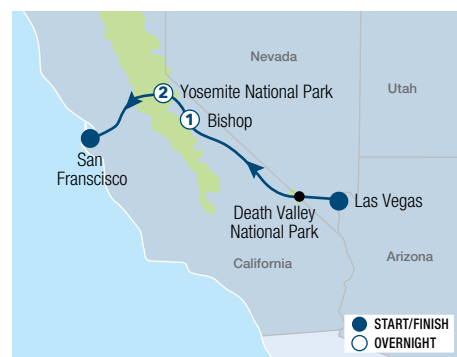 Nevada
Utah
2
Yosemite National Park
1
Bishop
San
Franscisco
Las Vegas
Death Valley
National Park
Arizona
California
START/FINISH
OVERNIGHT